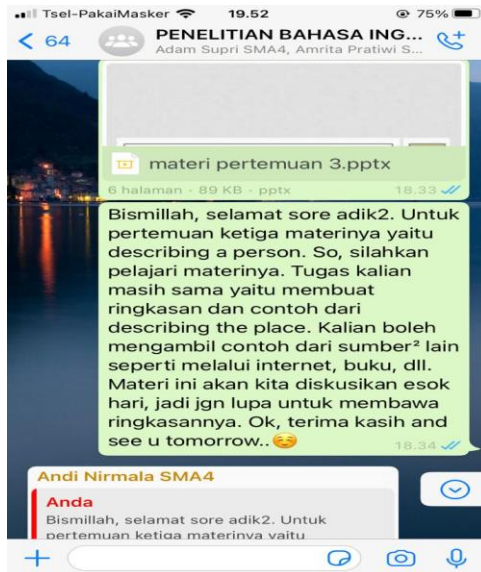 Tsel-PakaiMasker 19.52 75%
64 PENELITIAN BAHASA ING...
Adam Supri SMA4, Amrita Pratiwi S...
materi pertemuan 3.pptx
6 halaman · 89 KB · pptx 18.33
Bismillah, selamat sore adik2. Untuk
pertemuan ketiga materinya yaitu
describing a person. So, silahkan
pelajari materinya. Tugas kalian
masih sama yaitu membuat
ringkasan dan contoh dari
describing the place. Kalian boleh
mengambil contoh dari sumber² lain
seperti melalui internet, buku, dll.
Materi ini akan kita diskusikan esok
hari, jadi jgn lupa untuk membawa
ringkasannya. Ok, terima kasih and
see u tomorrow..☺️ 18.34
Andi Nirmala SMA4
Anda
Bismillah, selamat sore adik2. Untuk
pertemuan ketiga materinya yaitu